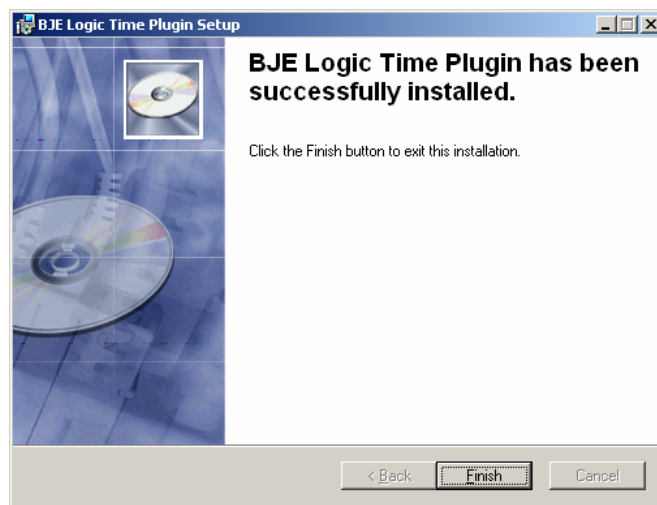 BJE Logic Time Plugin Setup
BJE Logic Time Plugin has been
successfully installed.
Click the Finish button to exit this installation.
< Back
Finish
Cancel